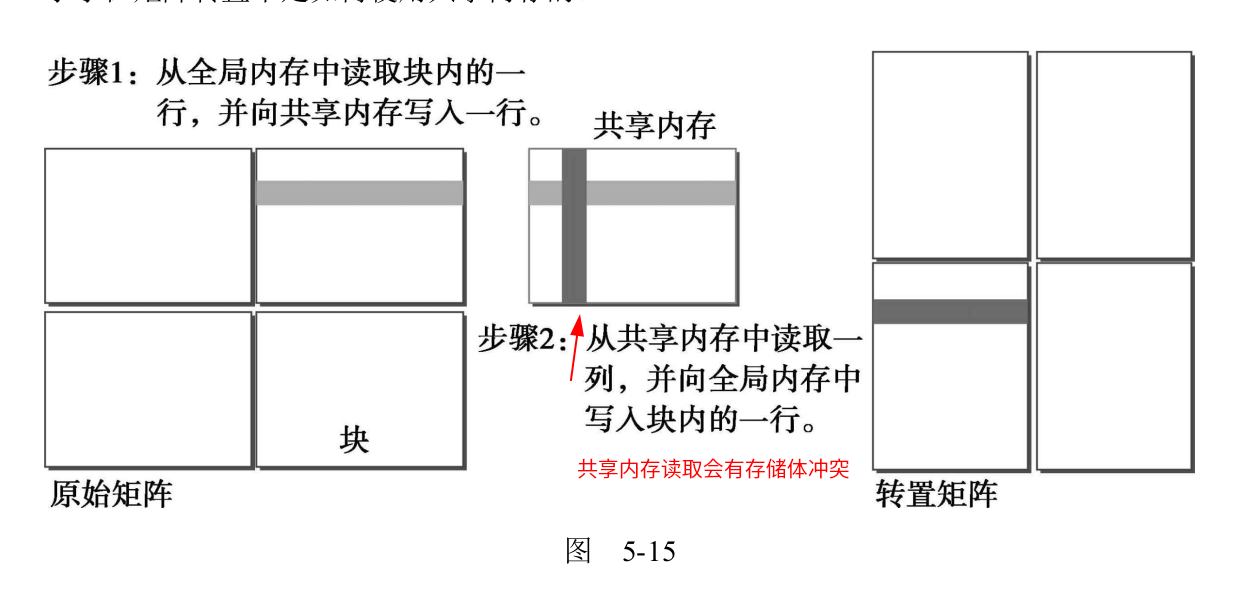 步骤1：从全局内存中读取块内的一
行，并向共享内存写入一行。
共享内存
步骤2：从共享内存中读取一
列，并向全局内存中
写入块内的一行。
共享内存读取会有存储体冲突
块
原始矩阵
转置矩阵
图 5-15